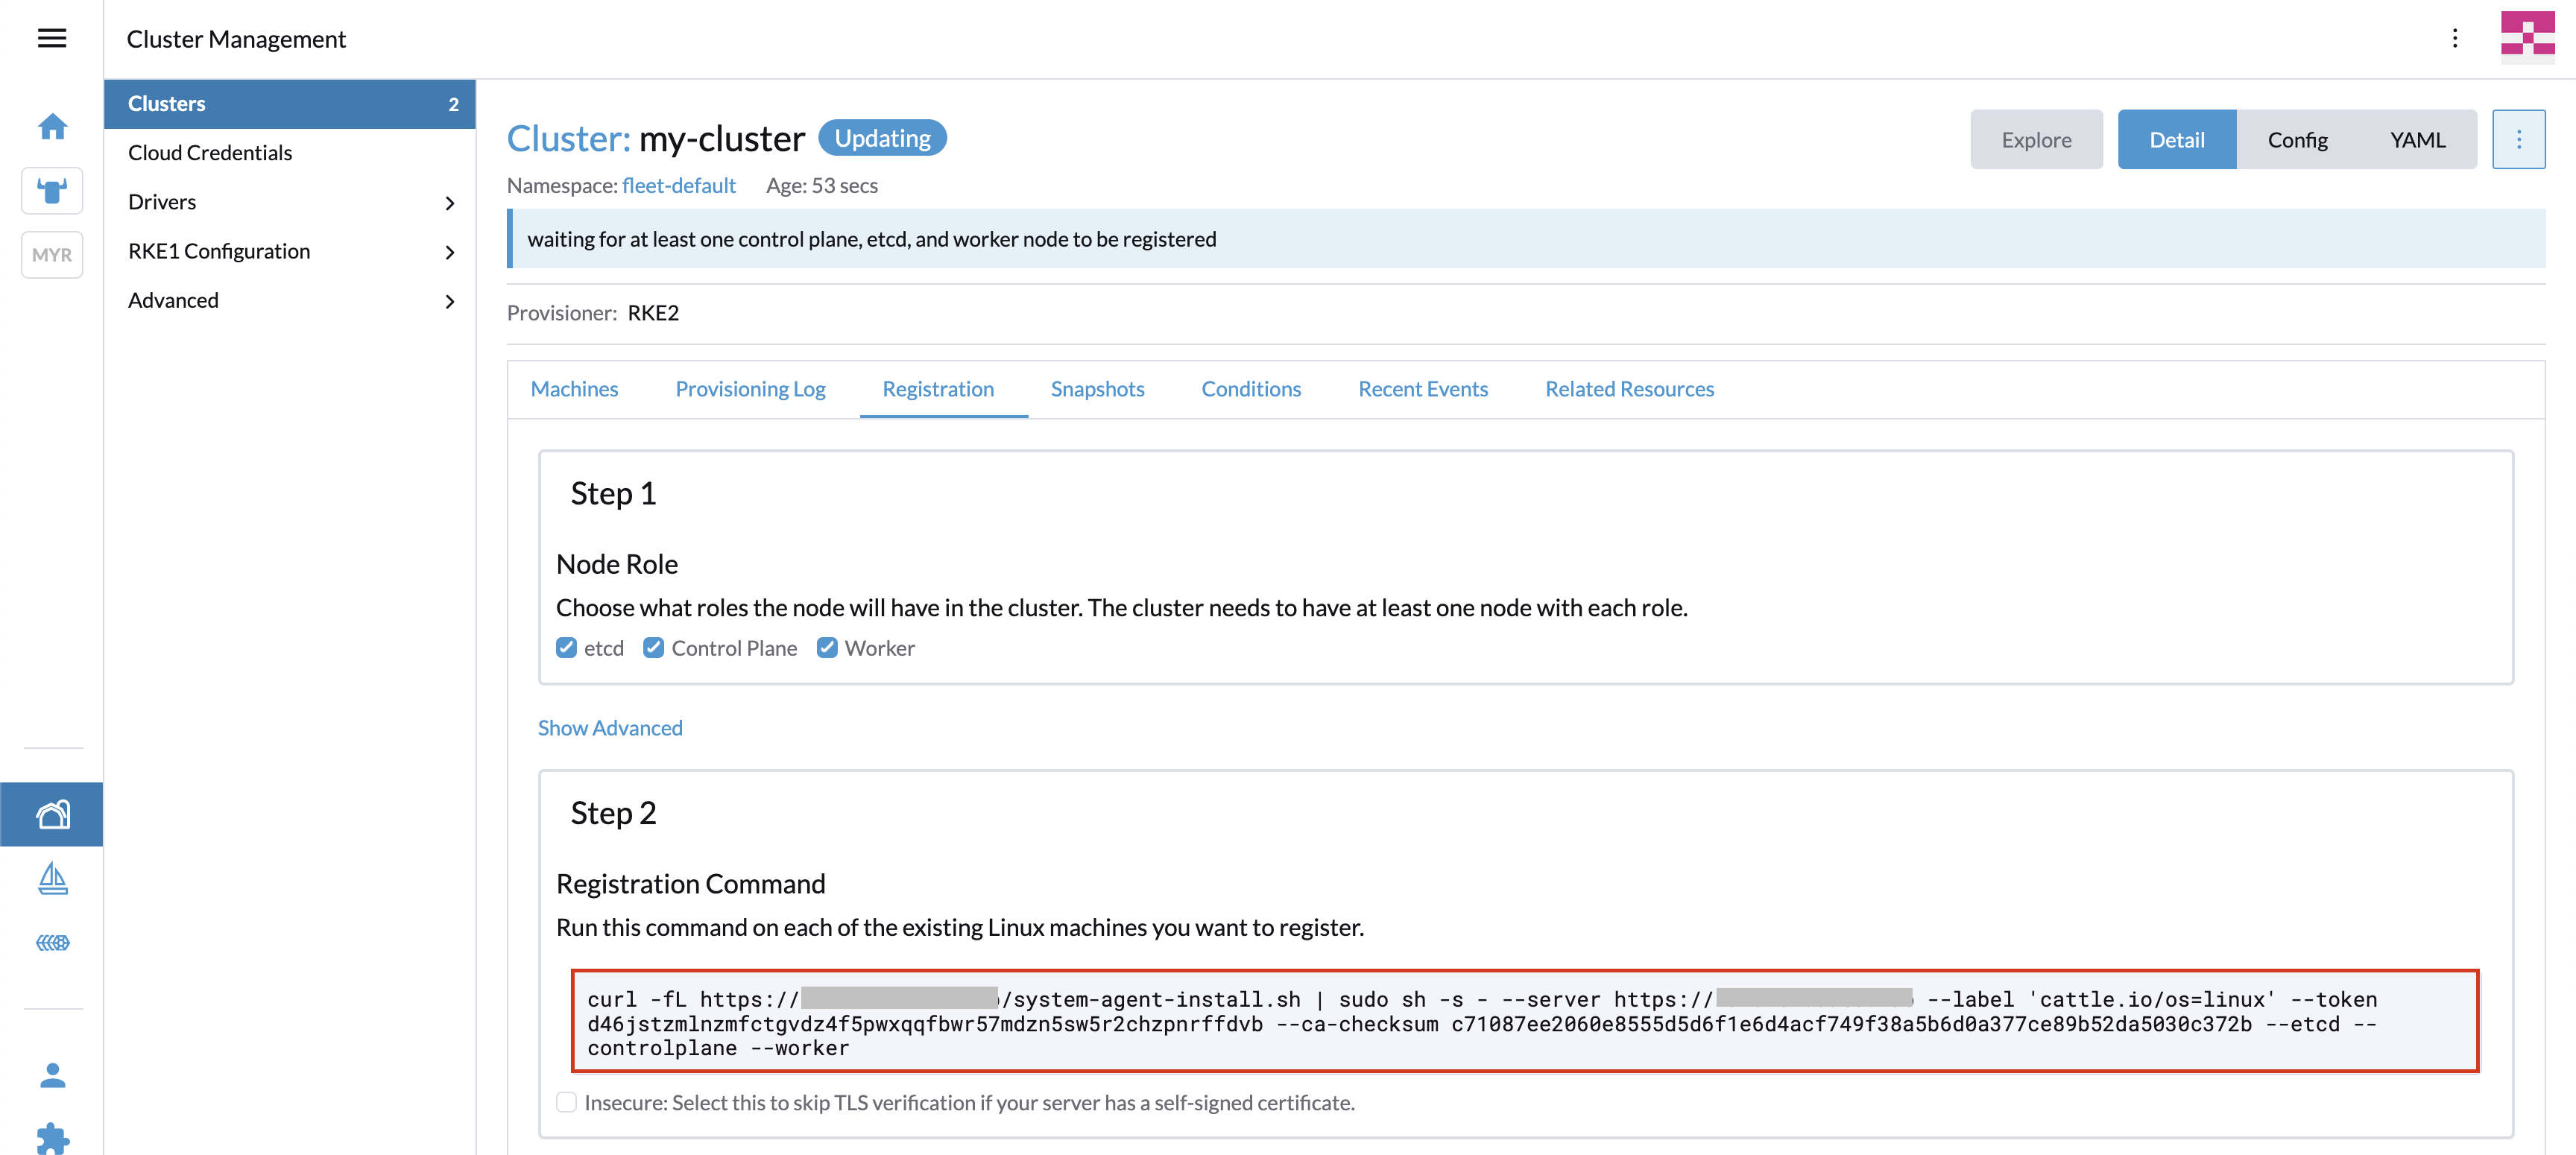 Cluster Management
Clusters 2
Cloud Credentials
Drivers
RKE1 Configuration
Advanced
MYR
Cluster: my-cluster Updating
Explore Detail Config YAML
Namespace: fleet-default Age: 53 secs
waiting for at least one control plane, etcd, and worker node to be registered
Provisioner: RKE2
Machines Provisioning Log Registration Snapshots Conditions Recent Events Related Resources
Step 1
Node Role
Choose what roles the node will have in the cluster. The cluster needs to have at least one node with each role.
etcd Control Plane Worker
Show Advanced
Step 2
Registration Command
Run this command on each of the existing Linux machines you want to register.
curl -fL https:// /system-agent-install.sh | sudo sh -s - --server https:// --label 'cattle.io/os=linux' --token
d46jstzmlnzmfctgvdz4f5pwxqqfbwr57mdzn5sw5r2chzpnrffdvb --ca-checksum c71087ee2060e8555d5d6f1e6d4acf749f38a5b6d0a377ce89b52da5030c372b --etcd --
controlplane --worker
Insecure: Select this to skip TLS verification if your server has a self-signed certificate.